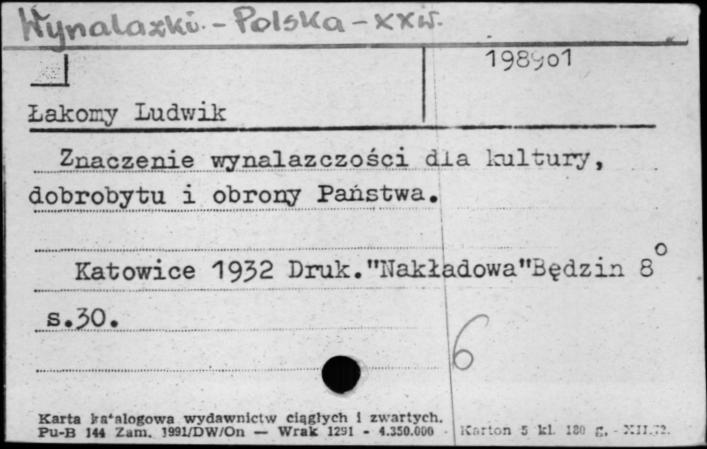 Wynalazki - Polska - XX w.
198901
Łakomy Ludwik
Znaczenie wynalazczości dla kultury,
dobrobytu i obrony Państwa.
Katowice 1932 Druk."Nakładowa"Będzin 8°
s.30.
6
Karta katalogowa wydawnictw ciągłych i zwartych.
Pu-B 144 Zam. 1991/DW/On — Wrak 1291 - 4.350.000 - Karton 5 kl. 180 g. - XII.72.